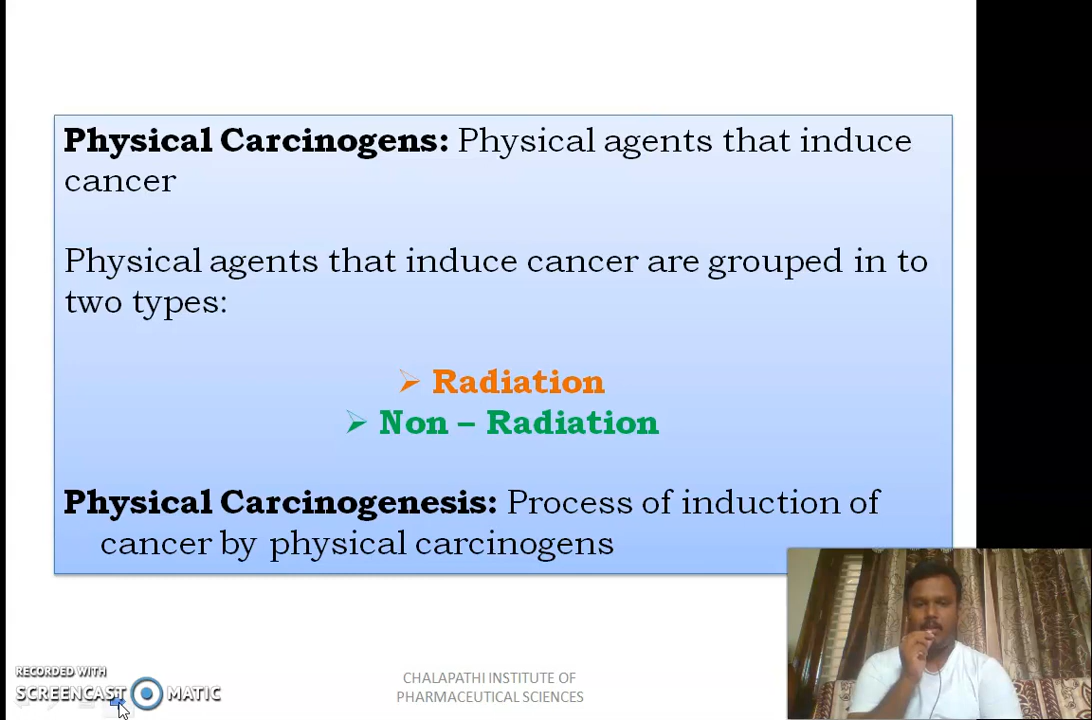 Physical Carcinogens: Physical agents that induce
cancer
Physical agents that induce cancer are grouped in to
two types:
Radiation
Non – Radiation
Physical Carcinogenesis: Process of induction of
cancer by physical carcinogens
RECORDED WITH
SCREENCAST MATIC
CHALAPATHI INSTITUTE OF
PHARMACEUTICAL SCIENCES